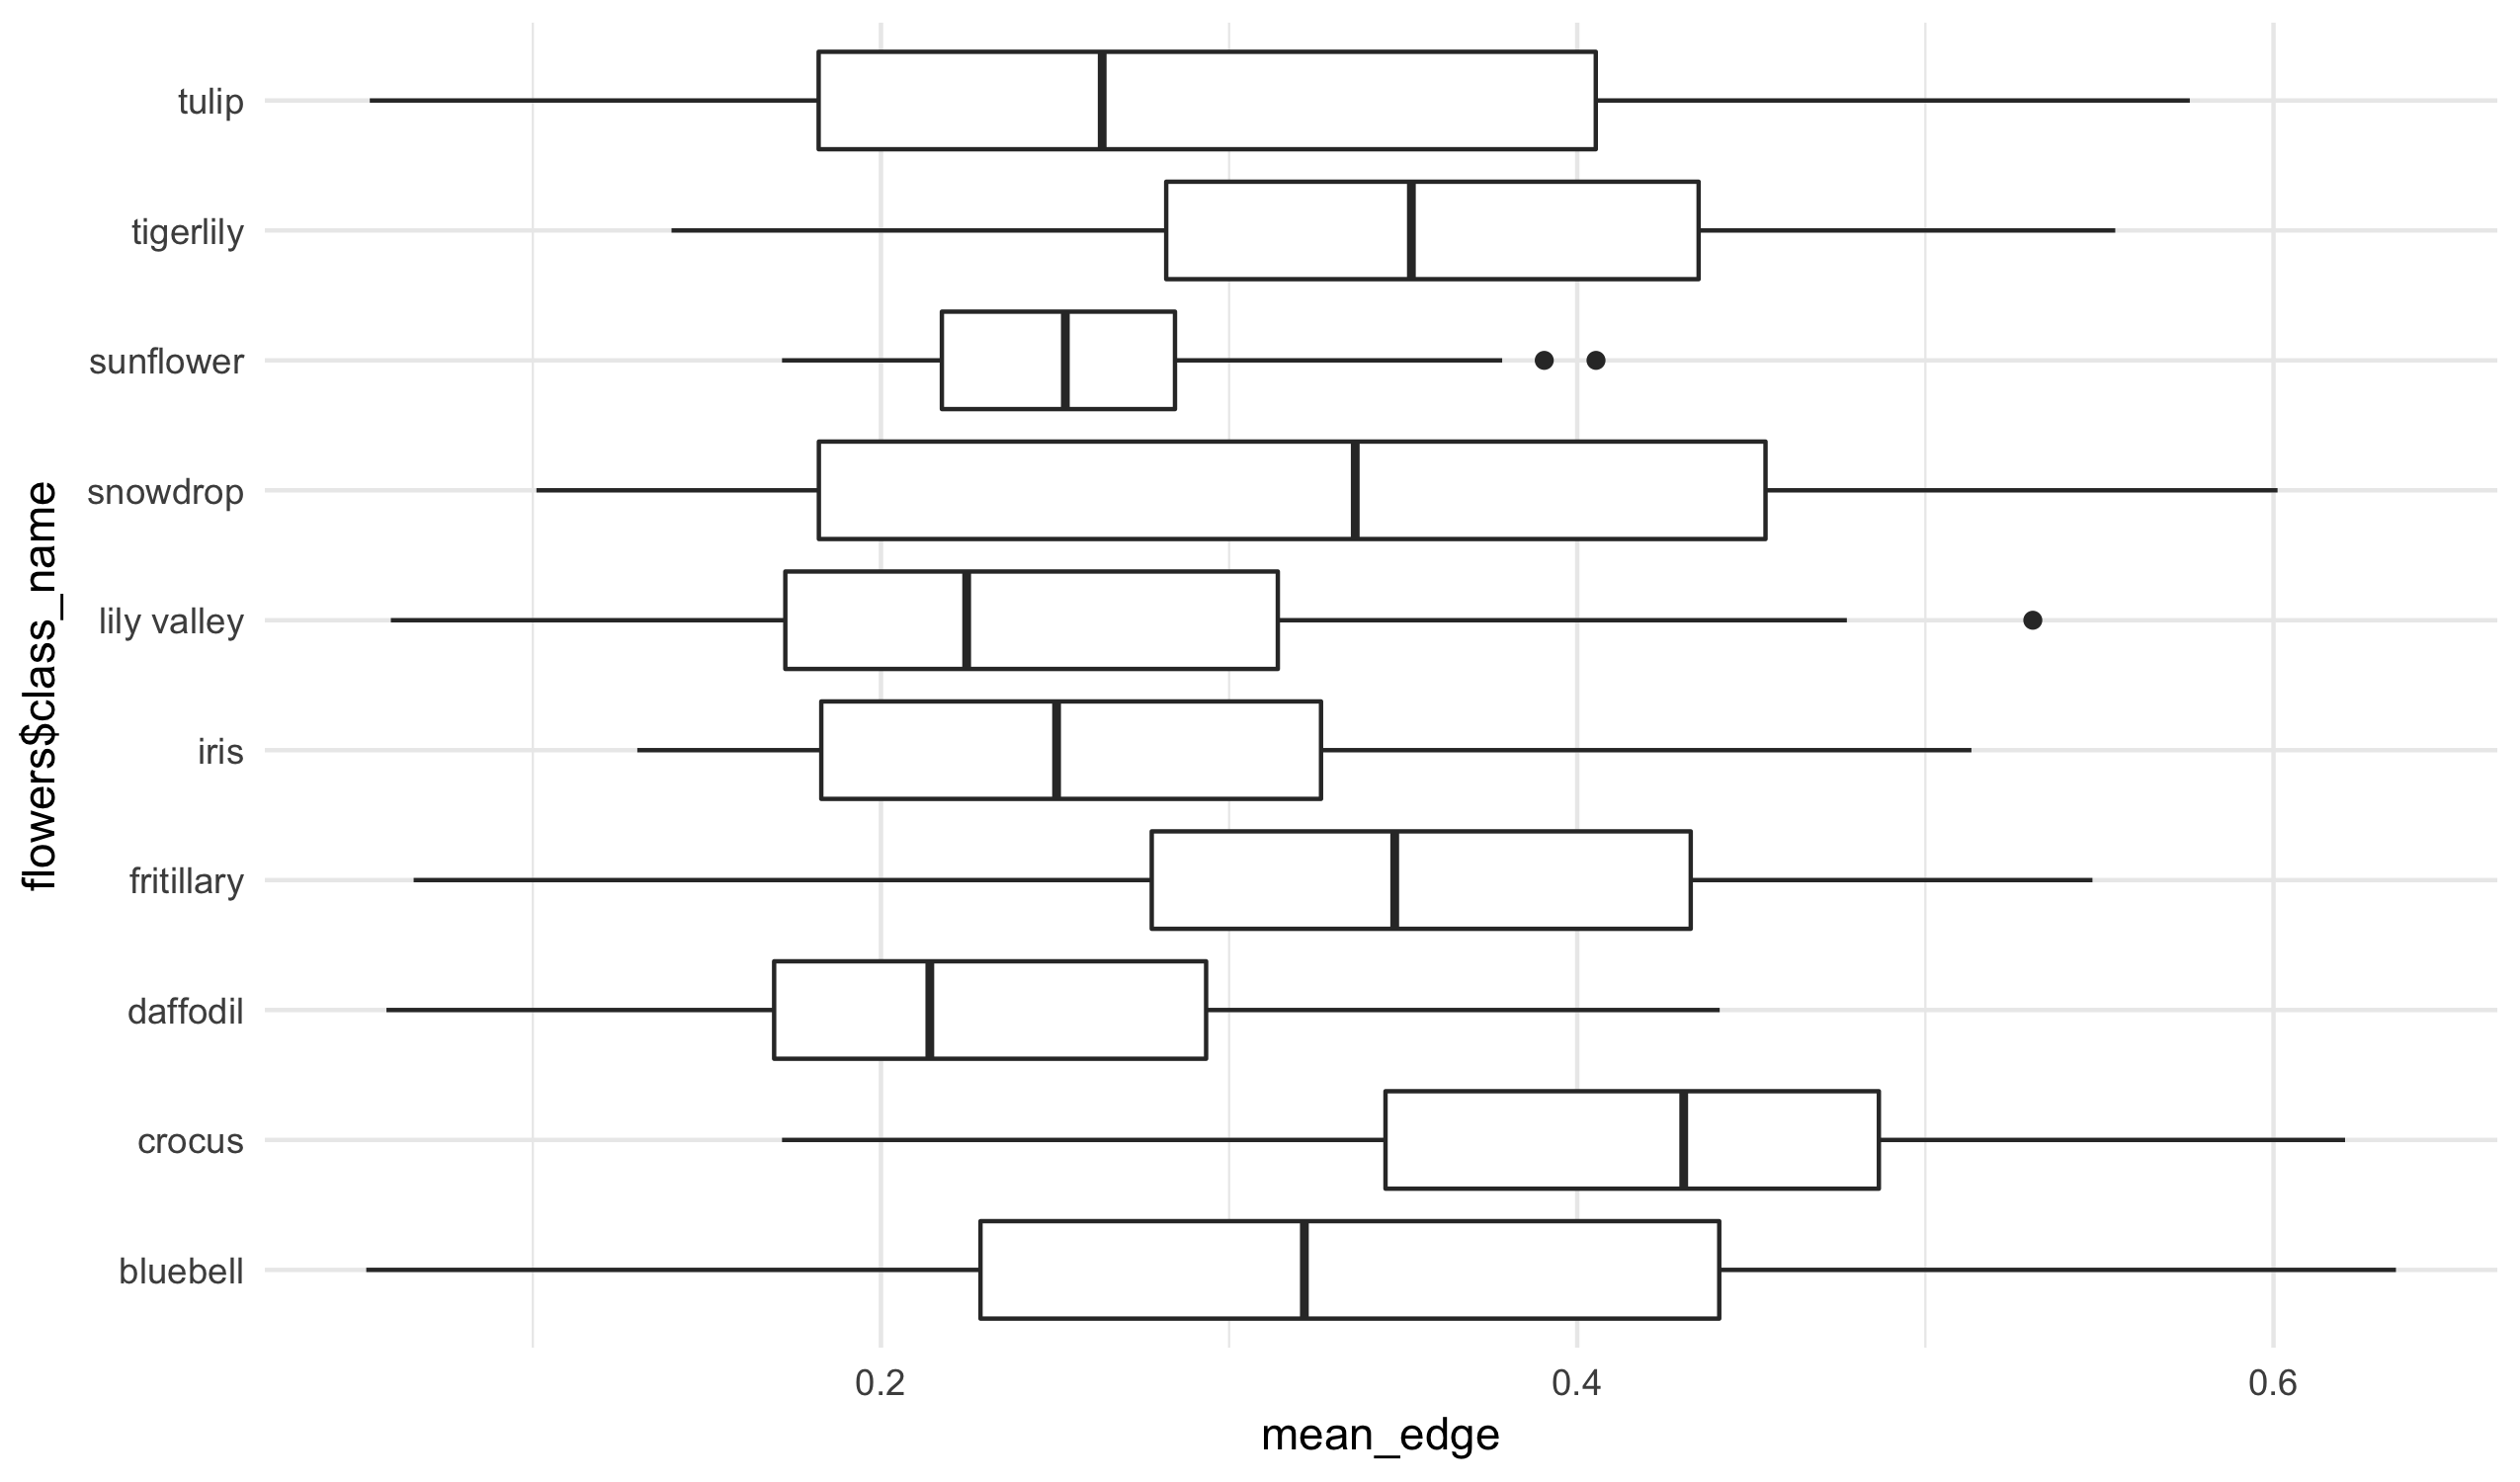 flowers$class_name
tulip
tigerlily
sunflower
snowdrop
lily valley
iris
fritillary
daffodil
crocus
bluebell
0.2 0.4 0.6
mean_edge